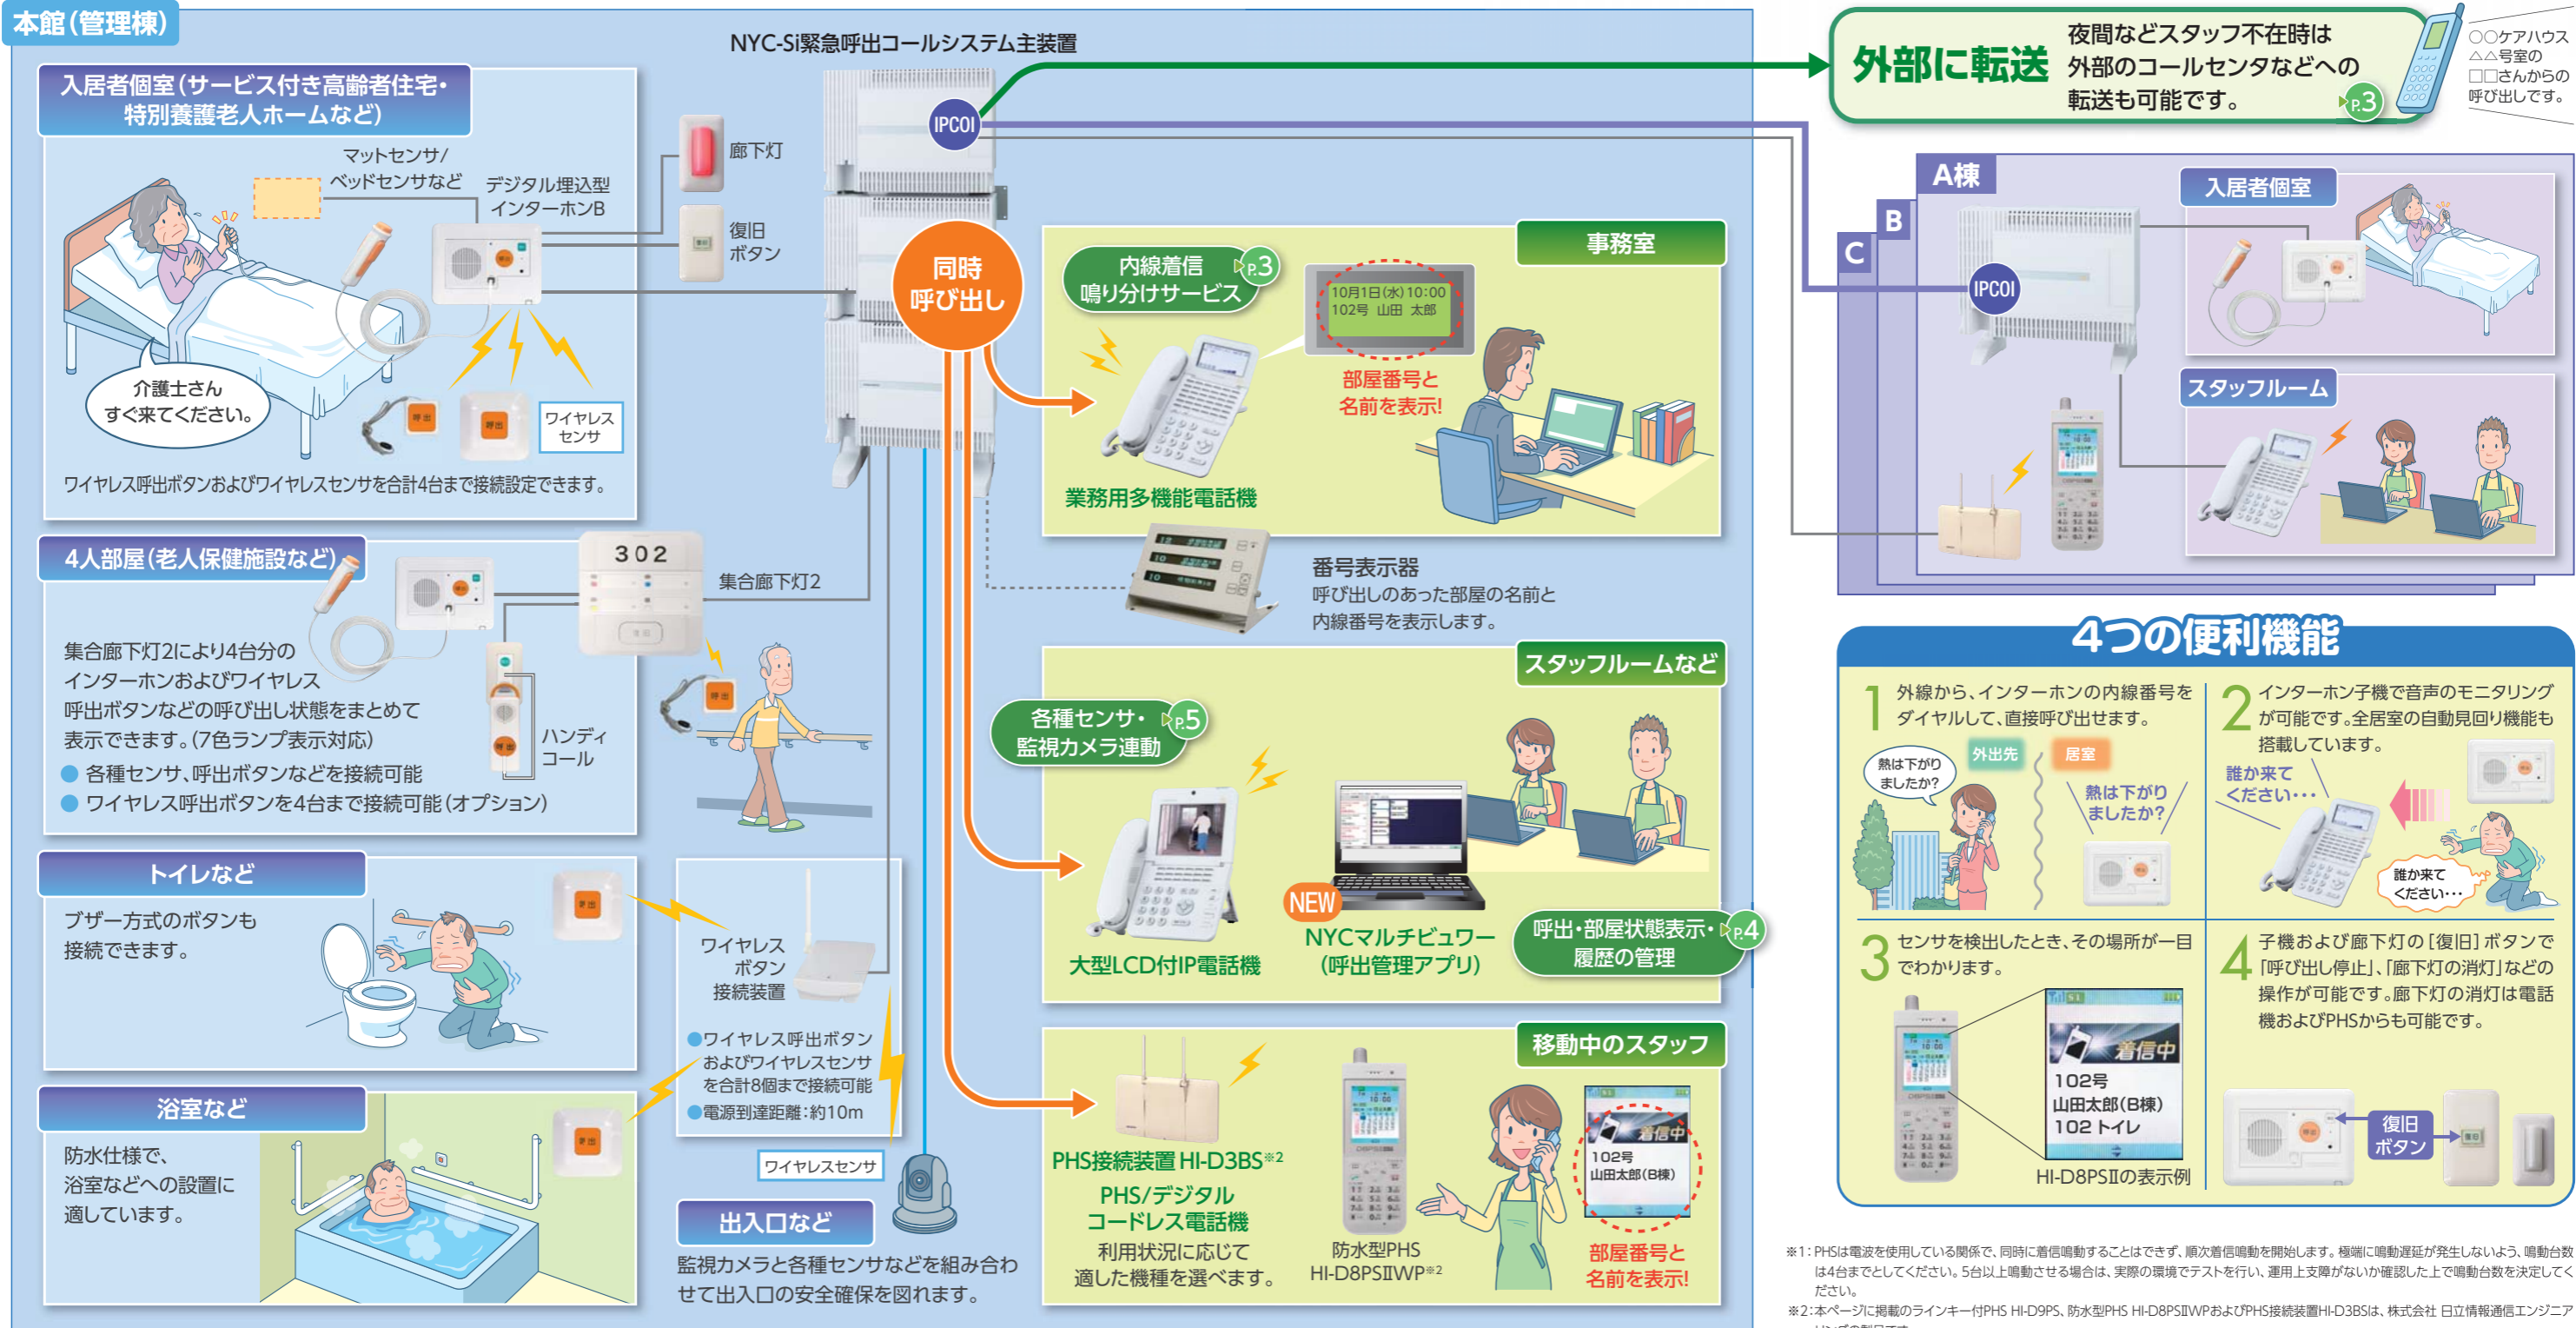 本館(管理棟)
NYC-Si緊急呼出コールシステム主装置
入居者個室(サービス付き高齢者住宅・
特別養護老人ホームなど)
マットセンサ/
ベッドセンサなど
デジタル埋込型
インターホンB
廊下灯
復旧
ボタン
介護士さん
すぐ来てください。
呼出
呼出
ワイヤレス
センサ
ワイヤレス呼出ボタンおよびワイヤレスセンサを合計4台まで接続設定できます。
4人部屋(老人保健施設など)
302
集合廊下灯2
集合廊下灯2により4台分の
インターホンおよびワイヤレス
呼出ボタンなどの呼び出し状態をまとめて
表示できます。(7色ランプ表示対応)
ハンディ
コール
● 各種センサ、呼出ボタンなどを接続可能
● ワイヤレス呼出ボタンを4台まで接続可能(オプション)
呼出
トイレなど
ブザー方式のボタンも
接続できます。
呼出
浴室など
防水仕様で、
浴室などへの設置に
適しています。
呼出
ワイヤレス
ボタン
接続装置
●ワイヤレス呼出ボタン
およびワイヤレスセンサ
を合計8個まで接続可能
●電源到達距離:約10m
ワイヤレスセンサ
出入口など
監視カメラと各種センサなどを組み合わ
せて出入口の安全確保を図れます。
IPCOI
同時
呼び出し
事務室
内線着信
鳴り分けサービス
P.3
10月1日(水)10:00
102号 山田 太郎
部屋番号と
名前を表示!
業務用多機能電話機
番号表示器
呼び出しのあった部屋の名前と
内線番号を表示します。
スタッフルームなど
各種センサ・
監視カメラ連動
P.5
大型LCD付IP電話機
NEW
NYCマルチビュワー
(呼出管理アプリ)
呼出・部屋状態表示・
履歴の管理
P.4
移動中のスタッフ
PHS接続装置 HI-D3BS※2
PHS/デジタル
コードレス電話機
利用状況に応じて
適した機種を選べます。
防水型PHS
HI-D8PSⅡWP※2
着信中
102号
山田太郎(B棟)
部屋番号と
名前を表示!
外部に転送
夜間などスタッフ不在時は
外部のコールセンタなどへの
転送も可能です。
P.3
○○ケアハウス
△△号室の
□□さんからの
呼び出しです。
A棟
B
C
IPCOI
入居者個室
スタッフルーム
4つの便利機能
1 外線から、インターホンの内線番号を
ダイヤルして、直接呼び出せます。
熱は下がり
ましたか?
外出先
居室
熱は下がり
ましたか?
2 インターホン子機で音声のモニタリング
が可能です。全居室の自動見回り機能も
搭載しています。
誰か来て
ください・・・
誰か来て
ください・・・
3 センサを検出したとき、その場所が一目
でわかります。
着信中
102号
山田太郎(B棟)
102 トイレ
HI-D8PSⅡの表示例
4 子機および廊下灯の[復旧]ボタンで
「呼び出し停止」、「廊下灯の消灯」などの
操作が可能です。廊下灯の消灯は電話
機およびPHSからも可能です。
復旧
ボタン
※1:PHSは電波を使用している関係で、同時に着信鳴動することはできず、順次着信鳴動を開始します。極端に鳴動遅延が発生しないよう、鳴動台数
は4台までとしてください。5台以上鳴動させる場合は、実際の環境でテストを行い、運用上支障がないか確認した上で鳴動台数を決定してく
ださい。
※2:本ページに掲載のラインキー付PHS HI-D9PS、防水型PHS HI-D8PSⅡWPおよびPHS接続装置HI-D3BSは、株式会社 日立情報通信エンジニア